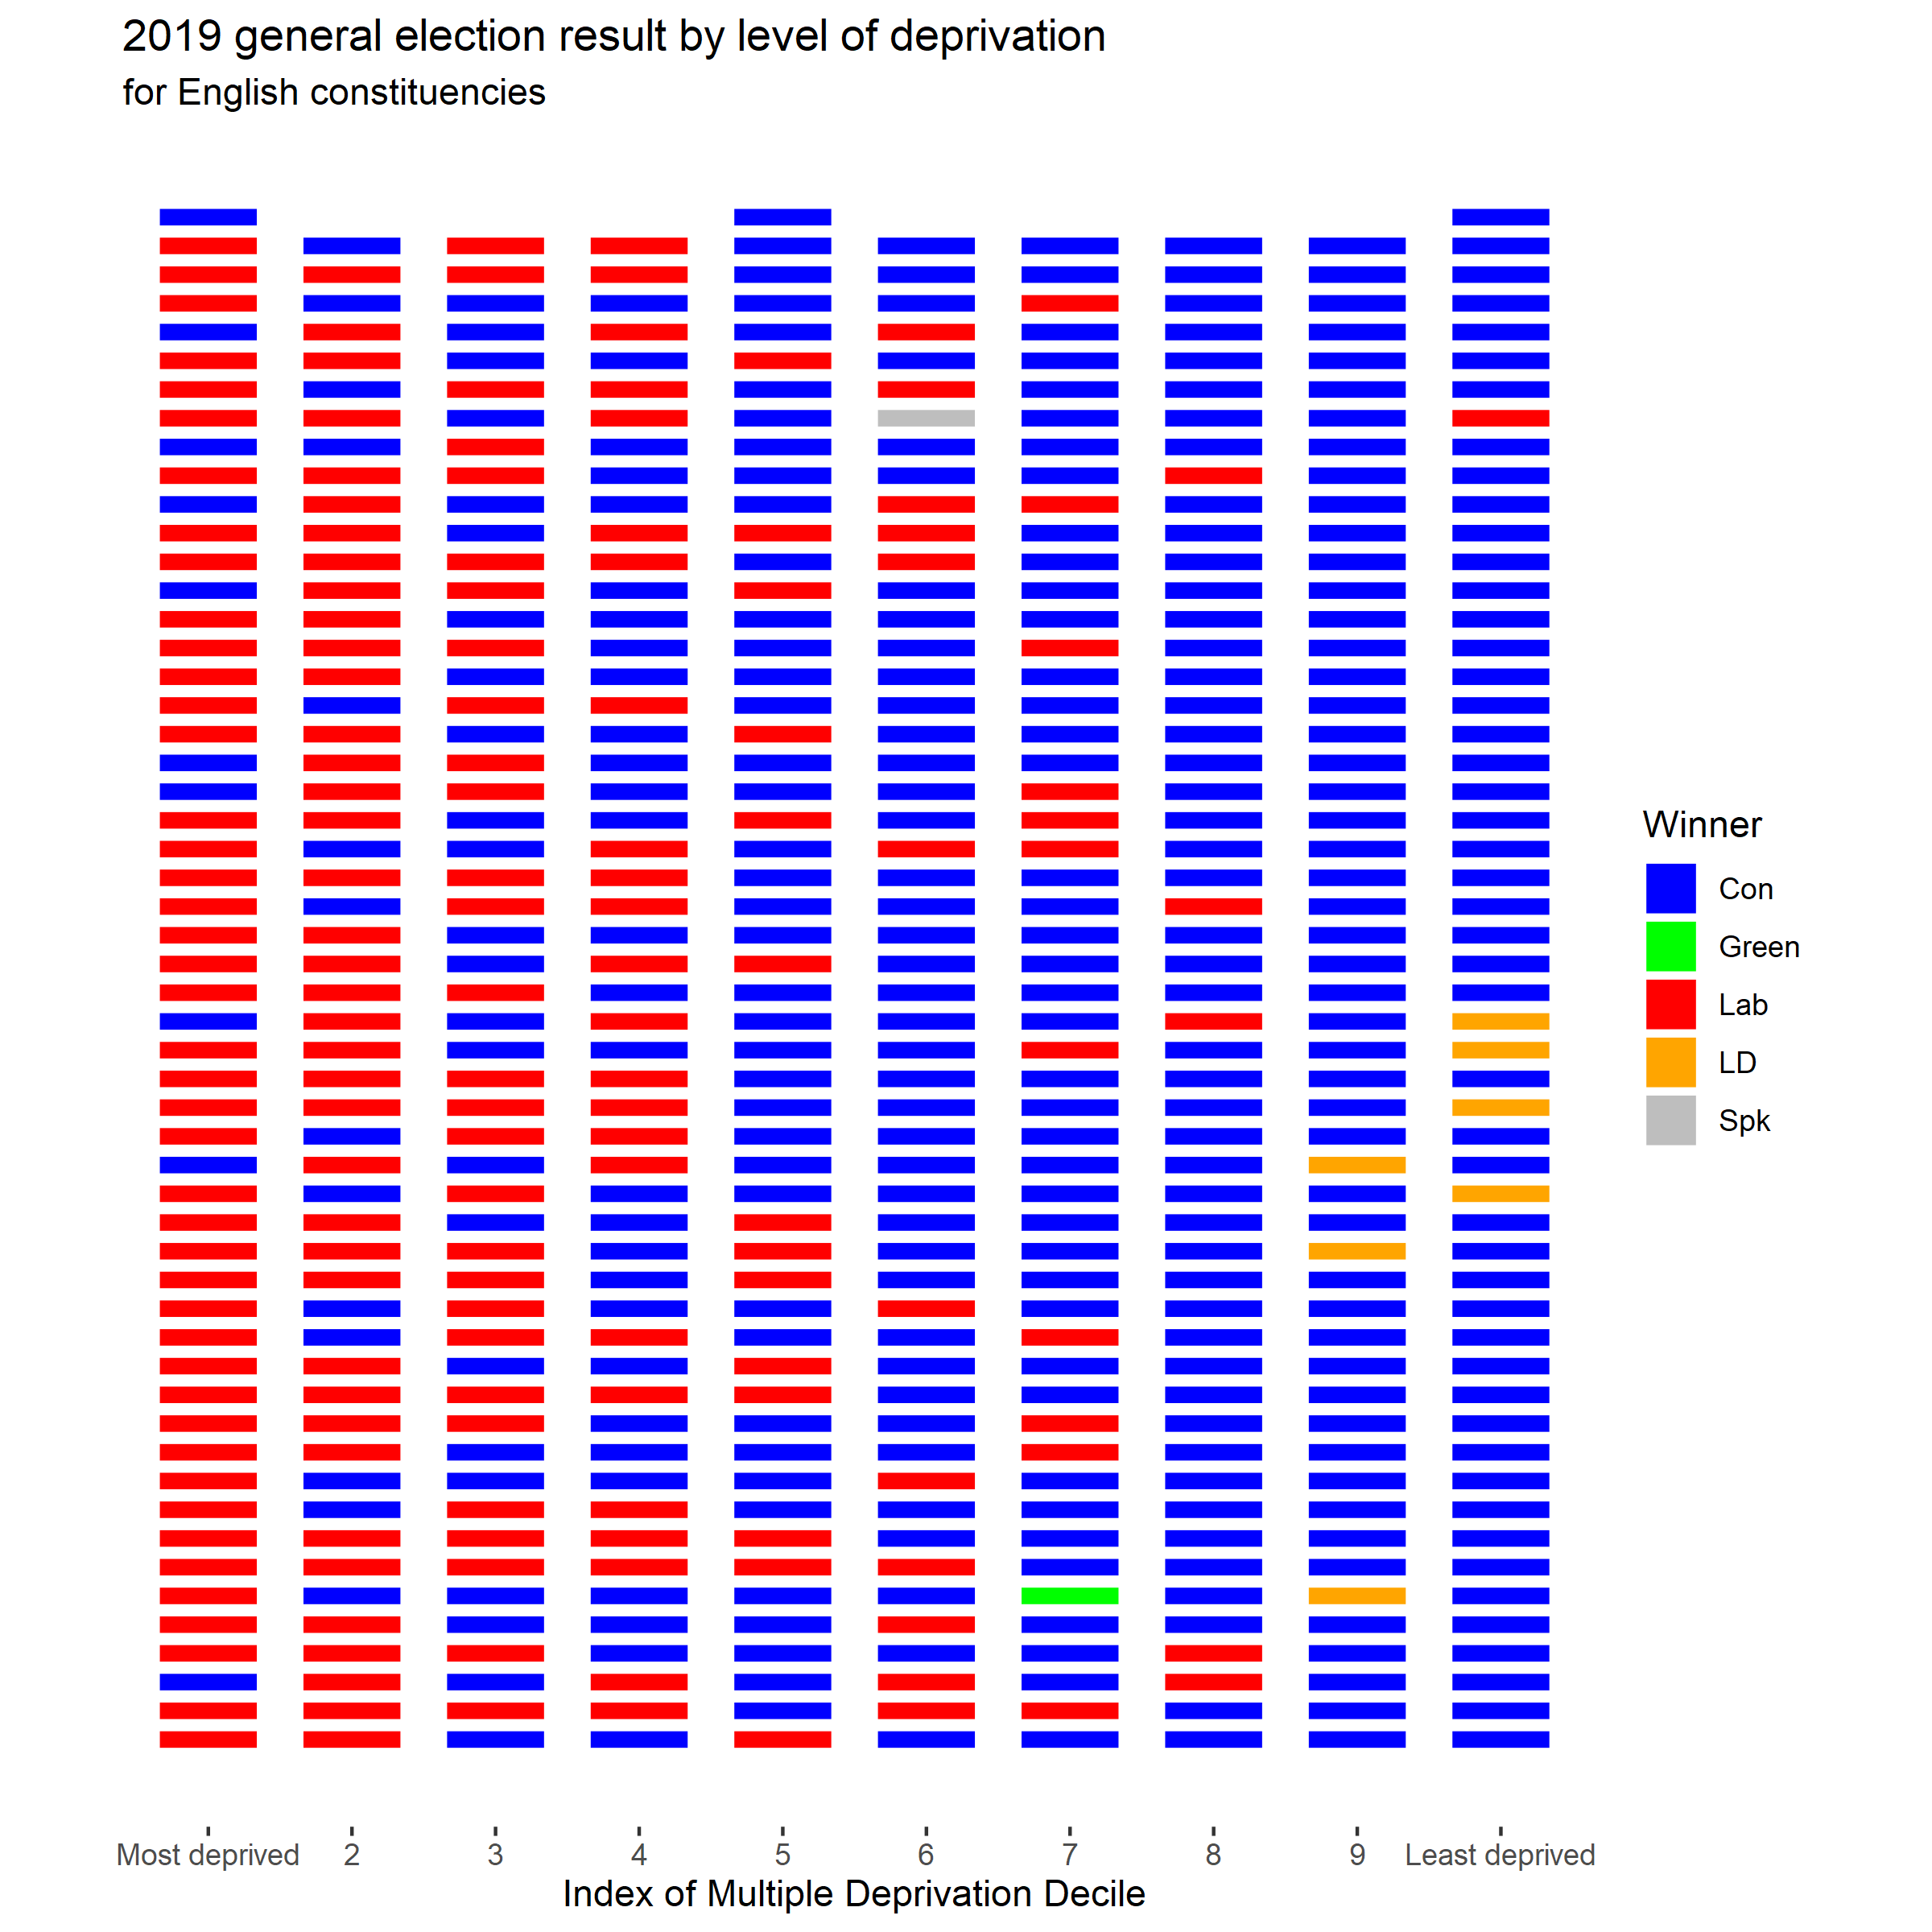 2019 general election result by level of deprivation
for English constituencies
Winner
Con
Green
Lab
LD
Spk
Most deprived 2 3 4 5 6 7 8 9 Least deprived
Index of Multiple Deprivation Decile